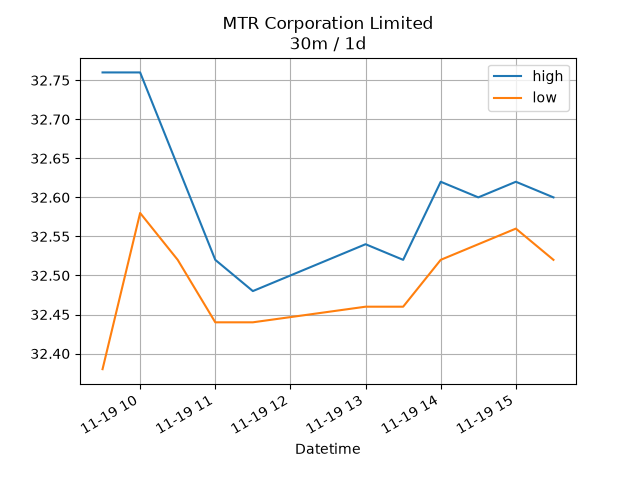 MTR Corporation Limited
30m / 1d
high
low
32.75
32.70
32.65
32.60
32.55
32.50
32.45
32.40
11-19 10
11-19 11
11-19 12
11-19 13
11-19 14
11-19 15
Datetime